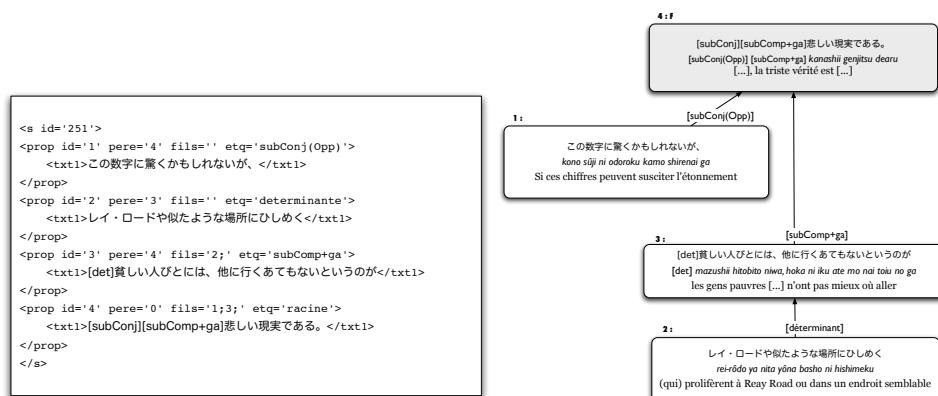 <s id='251'>
<prop id='1' pere='4' fils='' etq='subConj(Opp)'>
<txt1>この数字に驚くかもしれないが、</txt1>
</prop>
<prop id='2' pere='3' fils='' etq='determinante'>
<txt1>レイ・ロードや似たような場所にひしめく</txt1>
</prop>
<prop id='3' pere='4' fils='2;' etq='subComp+ga'>
<txt1>[det]貧しい人びとには、他に行くあてもないというのが</txt1>
</prop>
<prop id='4' pere='0' fils='1;3;' etq='racine'>
<txt1>[subConj][subComp+ga]悲しい現実である。</txt1>
</prop>
</s>
4 : F
[subConj][subComp+ga]悲しい現実である。
[subConj(Opp)] [subComp+ga] kanashii genjitsu dearu
[...], la triste vérité est [...]
[subConj(Opp)]
1 :
この数字に驚くかもしれないが、
kono sûji ni odoroku kamo shirenai ga
Si ces chiffres peuvent susciter l'étonnement
[subComp+ga]
3 :
[det]貧しい人びとには、他に行くあてもないというのが
[det] mazushii hitobito niwa, hoka ni iku ate mo nai toiu no ga
les gens pauvres [...] n'ont pas mieux où aller
2 :
[déterminant]
レイ・ロードや似たような場所にひしめく
rei-rôdo ya nita yôna basho ni hishimeku
(qui) prolifèrent à Reay Road ou dans un endroit semblable